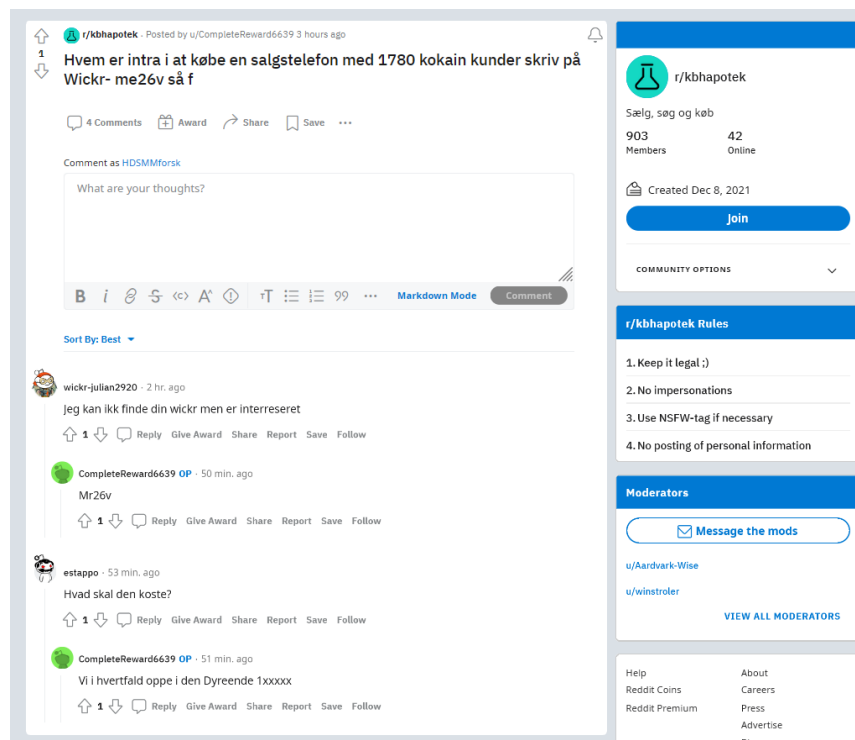 r/kbhapotek · Posted by u/CompleteReward6639 3 hours ago
1
Hvem er intra i at købe en salgstelefon med 1780 kokain kunder skriv på
Wickr- me26v så f
4 Comments Award Share Save ...
Comment as HDSMMforsk
What are your thoughts?
B i S <c> A^ T 99 ... Markdown Mode Comment
Sort By: Best
wickr-julian2920 · 2 hr. ago
Jeg kan ikk finde din wickr men er interreseret
1 Reply Give Award Share Report Save Follow
CompleteReward6639 OP · 50 min. ago
Mr26v
1 Reply Give Award Share Report Save Follow
estappo · 53 min. ago
Hvad skal den koste?
1 Reply Give Award Share Report Save Follow
CompleteReward6639 OP · 51 min. ago
Vi i hvertfald oppe i den Dyreende 1xxxxx
1 Reply Give Award Share Report Save Follow
r/kbhapotek
Sælg, søg og køb
903 42
Members Online
Created Dec 8, 2021
Join
COMMUNITY OPTIONS
r/kbhapotek Rules
1. Keep it legal ;)
2. No impersonations
3. Use NSFW-tag if necessary
4. No posting of personal information
Moderators
Message the mods
u/Aardvark-Wise
u/winstroler
VIEW ALL MODERATORS
Help About
Reddit Coins Careers
Reddit Premium Press
Advertise